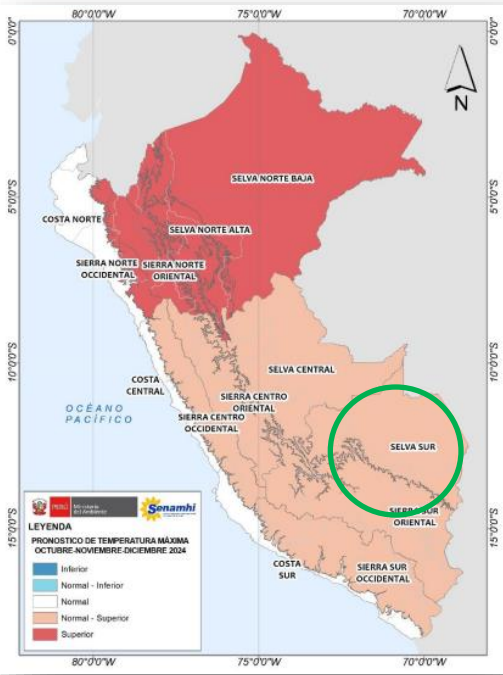 80°0'0"W 75°0'0"W 70°0'0"W
0°0'0" 0°0'0"
N
SELVA NORTE BAJA
5°0'0"S 5°0'0"S
COSTA NORTE
SELVA NORTE ALTA
SIERRA NORTE
OCCIDENTAL
SIERRA NORTE
ORIENTAL
10°0'0"S 10°0'0"S
SELVA CENTRAL
COSTA
CENTRAL
SIERRA CENTRO
ORIENTAL
OCÉANO
PACÍFICO
SIERRA CENTRO
OCCIDENTAL
SELVA SUR
PERÚ Ministerio
del Ambiente
Senamhi
SIERRA SUR
ORIENTAL
15°0'0"S 15°0'0"S
LEYENDA
PRONOSTICO DE TEMPERATURA MÁXIMA
OCTUBRE-NOVIEMBRE-DICIEMBRE 2024
Inferior
Normal - Inferior
Normal
Normal - Superior
Superior
COSTA
SUR
SIERRA SUR
OCCIDENTAL
80°0'0"W 75°0'0"W 70°0'0"W